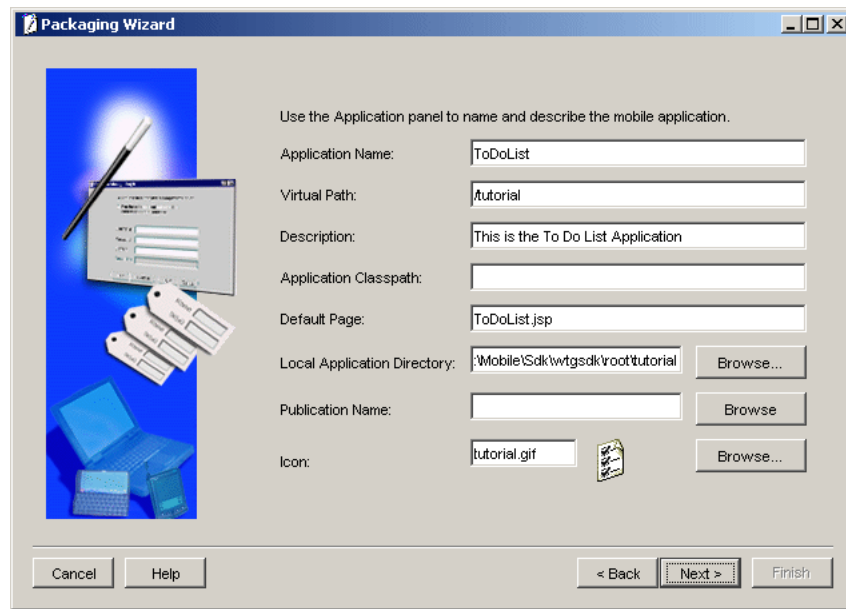 Packaging Wizard
Use the Application panel to name and describe the mobile application.
Application Name: ToDoList
Virtual Path: /tutorial
Description: This is the To Do List Application
Application Classpath:
Default Page: ToDoList.jsp
Local Application Directory: :\Mobile\Sdk\wtgsdk\root\tutorial Browse...
Publication Name: Browse
Icon: tutorial.gif Browse...
Cancel Help < Back Next > Finish